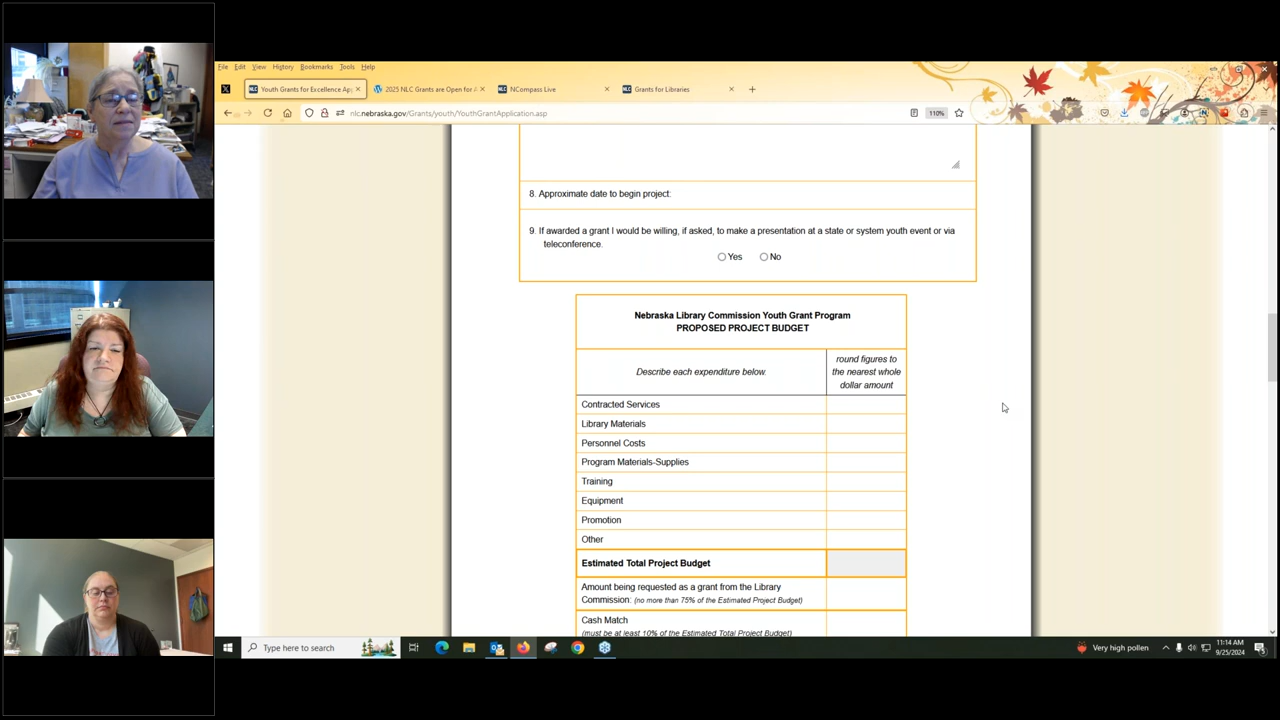 File Edit View History Bookmarks Tools Help
NLC Youth Grants for Excellence Ap
2025 NLC Grants are Open for
NLC NCompass Live
NLC Grants for Libraries
nlc.nebraska.gov/Grants/youth/YouthGrantApplication.asp
110%
8. Approximate date to begin project:
9. If awarded a grant I would be willing, if asked, to make a presentation at a state or system youth event or via
teleconference.
Yes No
Nebraska Library Commission Youth Grant Program
PROPOSED PROJECT BUDGET
Describe each expenditure below.
round figures to
the nearest whole
dollar amount
Contracted Services
Library Materials
Personnel Costs
Program Materials-Supplies
Training
Equipment
Promotion
Other
Estimated Total Project Budget
Amount being requested as a grant from the Library
Commission: (no more than 75% of the Estimated Project Budget)
Cash Match
(must be at least 10% of the Estimated Total Project Budget)
Type here to search
Very high pollen
11:14 AM
9/25/2024